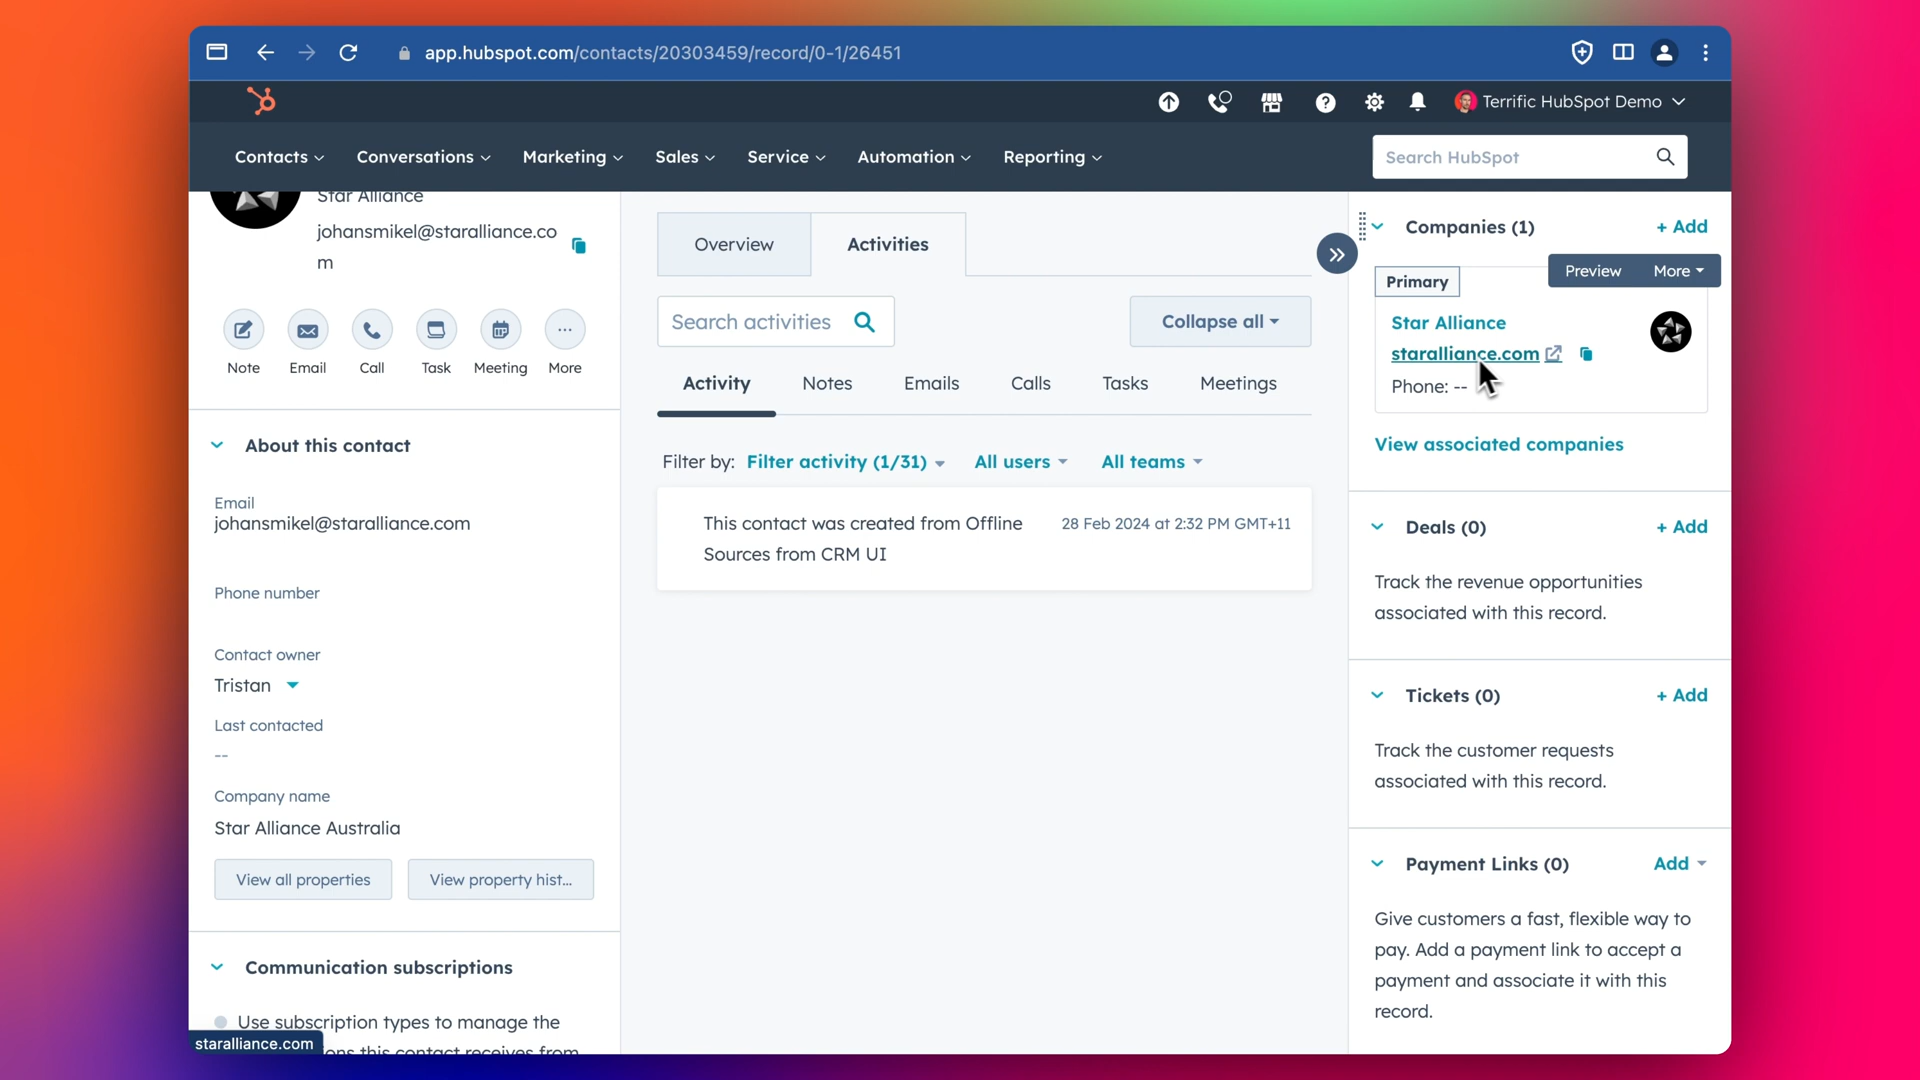 app.hubspot.com/contacts/20303459/record/0-1/26451
Terrific HubSpot Demo
Contacts
Conversations
Marketing
Sales
Service
Automation
Reporting
Search HubSpot
Star Alliance
johansmikel@staralliance.co
m
Note
Email
Call
Task
Meeting
More
About this contact
Email
johansmikel@staralliance.com
Phone number
Contact owner
Tristan
Last contacted
--
Company name
Star Alliance Australia
View all properties
View property hist...
Communication subscriptions
Use subscription types to manage the
ons this contact receives from
staralliance.com
Overview
Activities
Search activities
Collapse all
Activity
Notes
Emails
Calls
Tasks
Meetings
Filter by:
Filter activity (1/31)
All users
All teams
This contact was created from Offline
Sources from CRM UI
28 Feb 2024 at 2:32 PM GMT+11
Companies (1)
+ Add
Preview
More
Primary
Star Alliance
staralliance.com
Phone: --
View associated companies
Deals (0)
+ Add
Track the revenue opportunities
associated with this record.
Tickets (0)
+ Add
Track the customer requests
associated with this record.
Payment Links (0)
Add
Give customers a fast, flexible way to
pay. Add a payment link to accept a
payment and associate it with this
record.